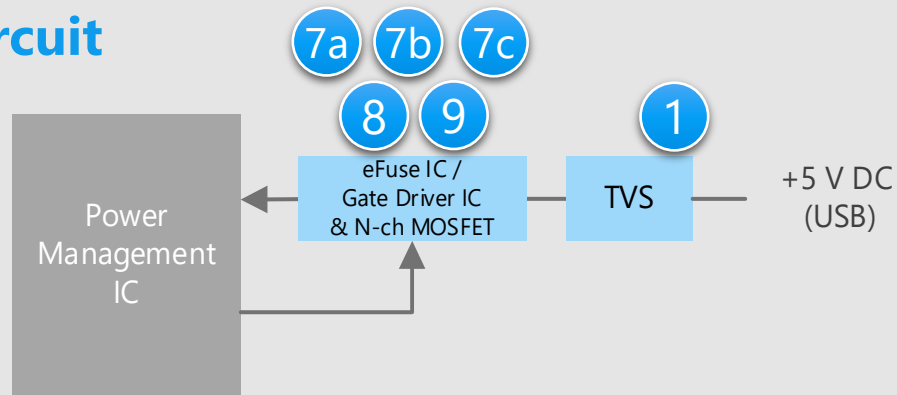 rcuit
7a 7b 7c
8 9 1
eFuse IC /
Gate Driver IC
& N-ch MOSFET
TVS
+5 V DC
(USB)
Power
Management
IC